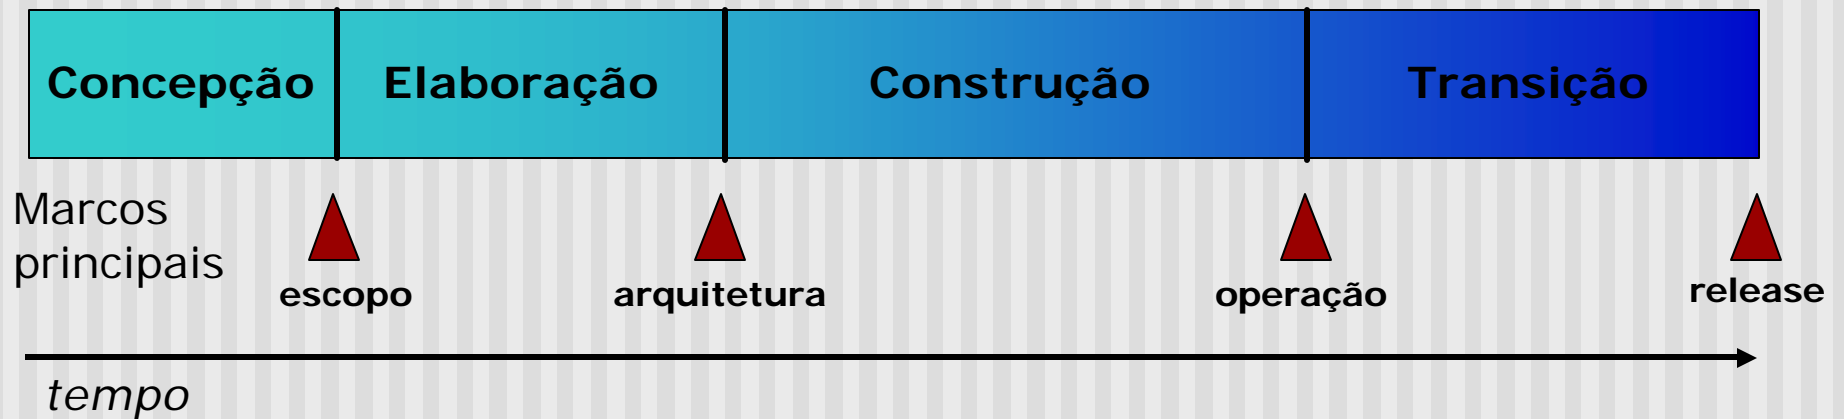 Concepção
Elaboração
Construção
Transição
Marcos
principais
escopo
arquitetura
operação
release
tempo